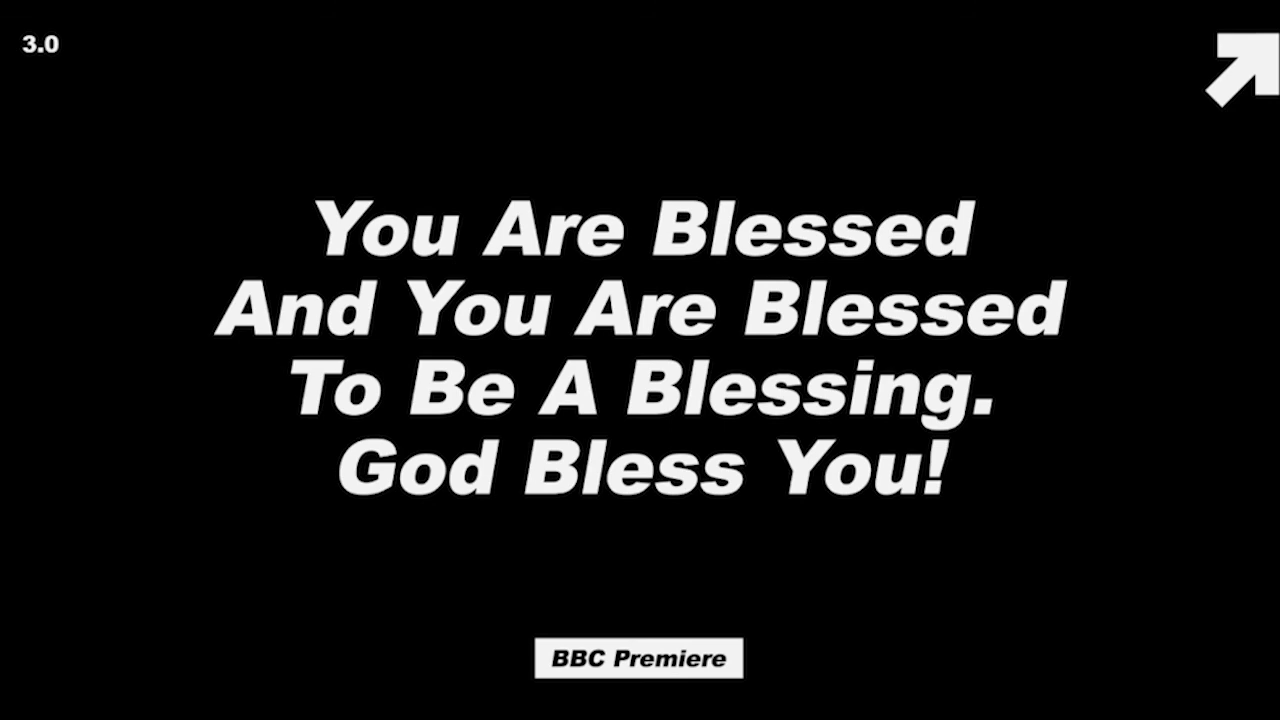 3.0
You Are Blessed
And You Are Blessed
To Be A Blessing.
God Bless You!
BBC Premiere